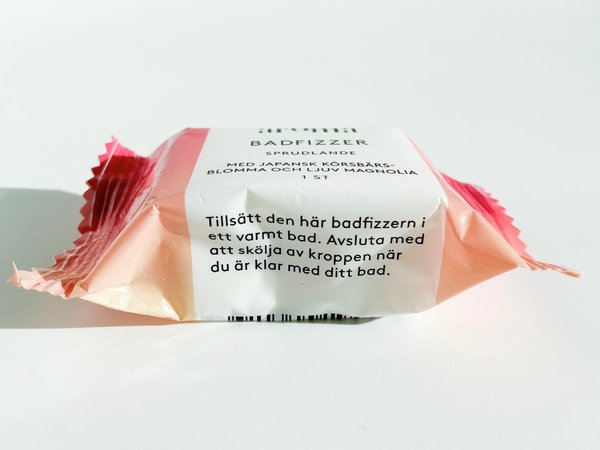 aroma
BADFIZZER
SPRUDLANDE
MED JAPANSK KÖRSBÄRS-
BLOMMA OCH LJUV MAGNOLIA
1 ST
Tillsätt den här badfizzern i
ett varmt bad. Avsluta med
att skölja av kroppen när
du är klar med ditt bad.